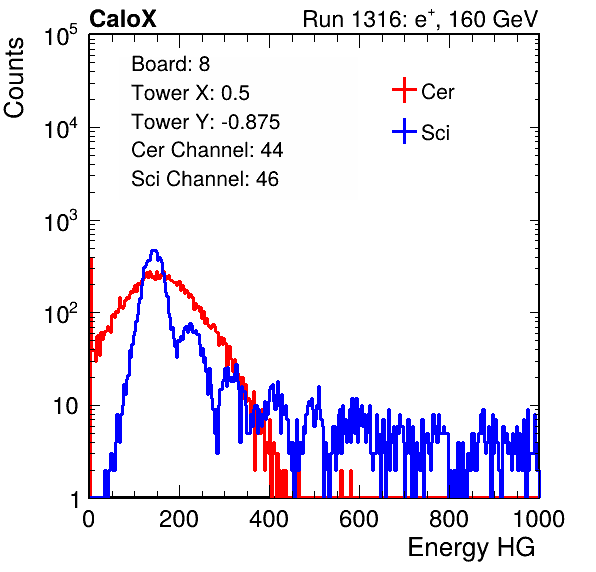 CaloX Run 1316: e⁺, 160 GeV
Counts
Board: 8
Tower X: 0.5
Tower Y: -0.875
Cer Channel: 44
Sci Channel: 46
Cer
Sci
10⁵
10⁴
10³
10²
10
1
0 200 400 600 800 1000
Energy HG